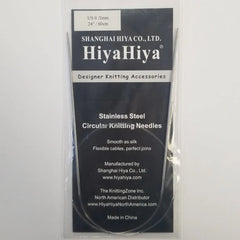 US 0 /2mm
24" / 60cm
SHANGHAI HIYA CO., LTD.
HiyaHiya®
Designer Knitting Accessories
Stainless Steel
Circular Knitting Needles
Smooth as silk
Flexible cables, perfect joins
Manufactured by
Shanghai Hiya Co., Ltd.
www.hiyahiya.com
The KnittingZone Inc.
North American Distributor
www.HiyaHiyaNorthAmerica.com
Made in China